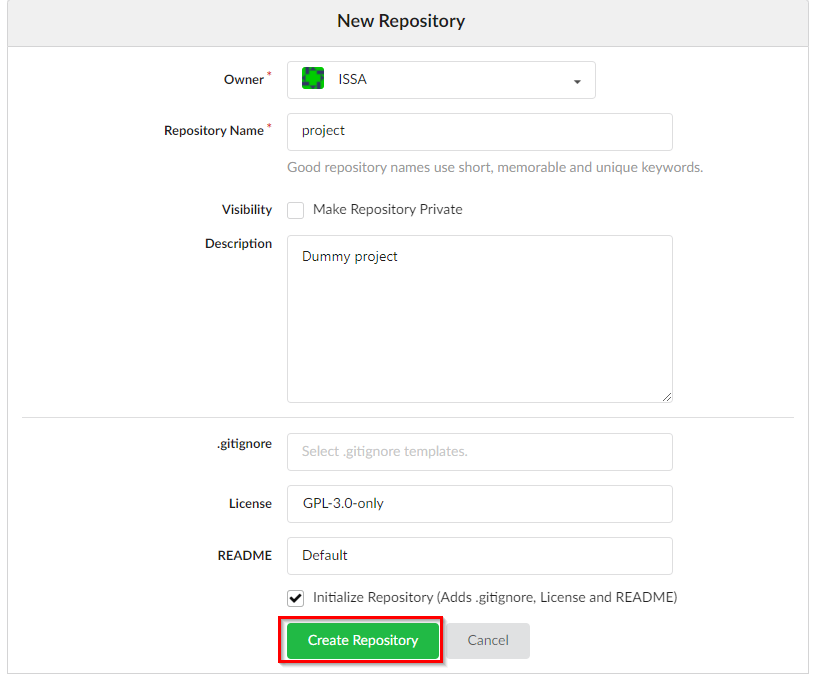 New Repository
Owner *
ISSA
Repository Name *
project
Good repository names use short, memorable and unique keywords.
Visibility
Make Repository Private
Description
Dummy project
.gitignore
Select .gitignore templates.
License
GPL-3.0-only
README
Default
Initialize Repository (Adds .gitignore, License and README)
Create Repository
Cancel